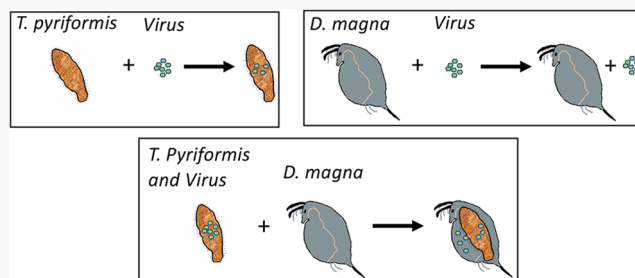 T. pyriformis Virus
+
D. magna Virus
+ +
T. Pyriformis
and Virus D. magna
+